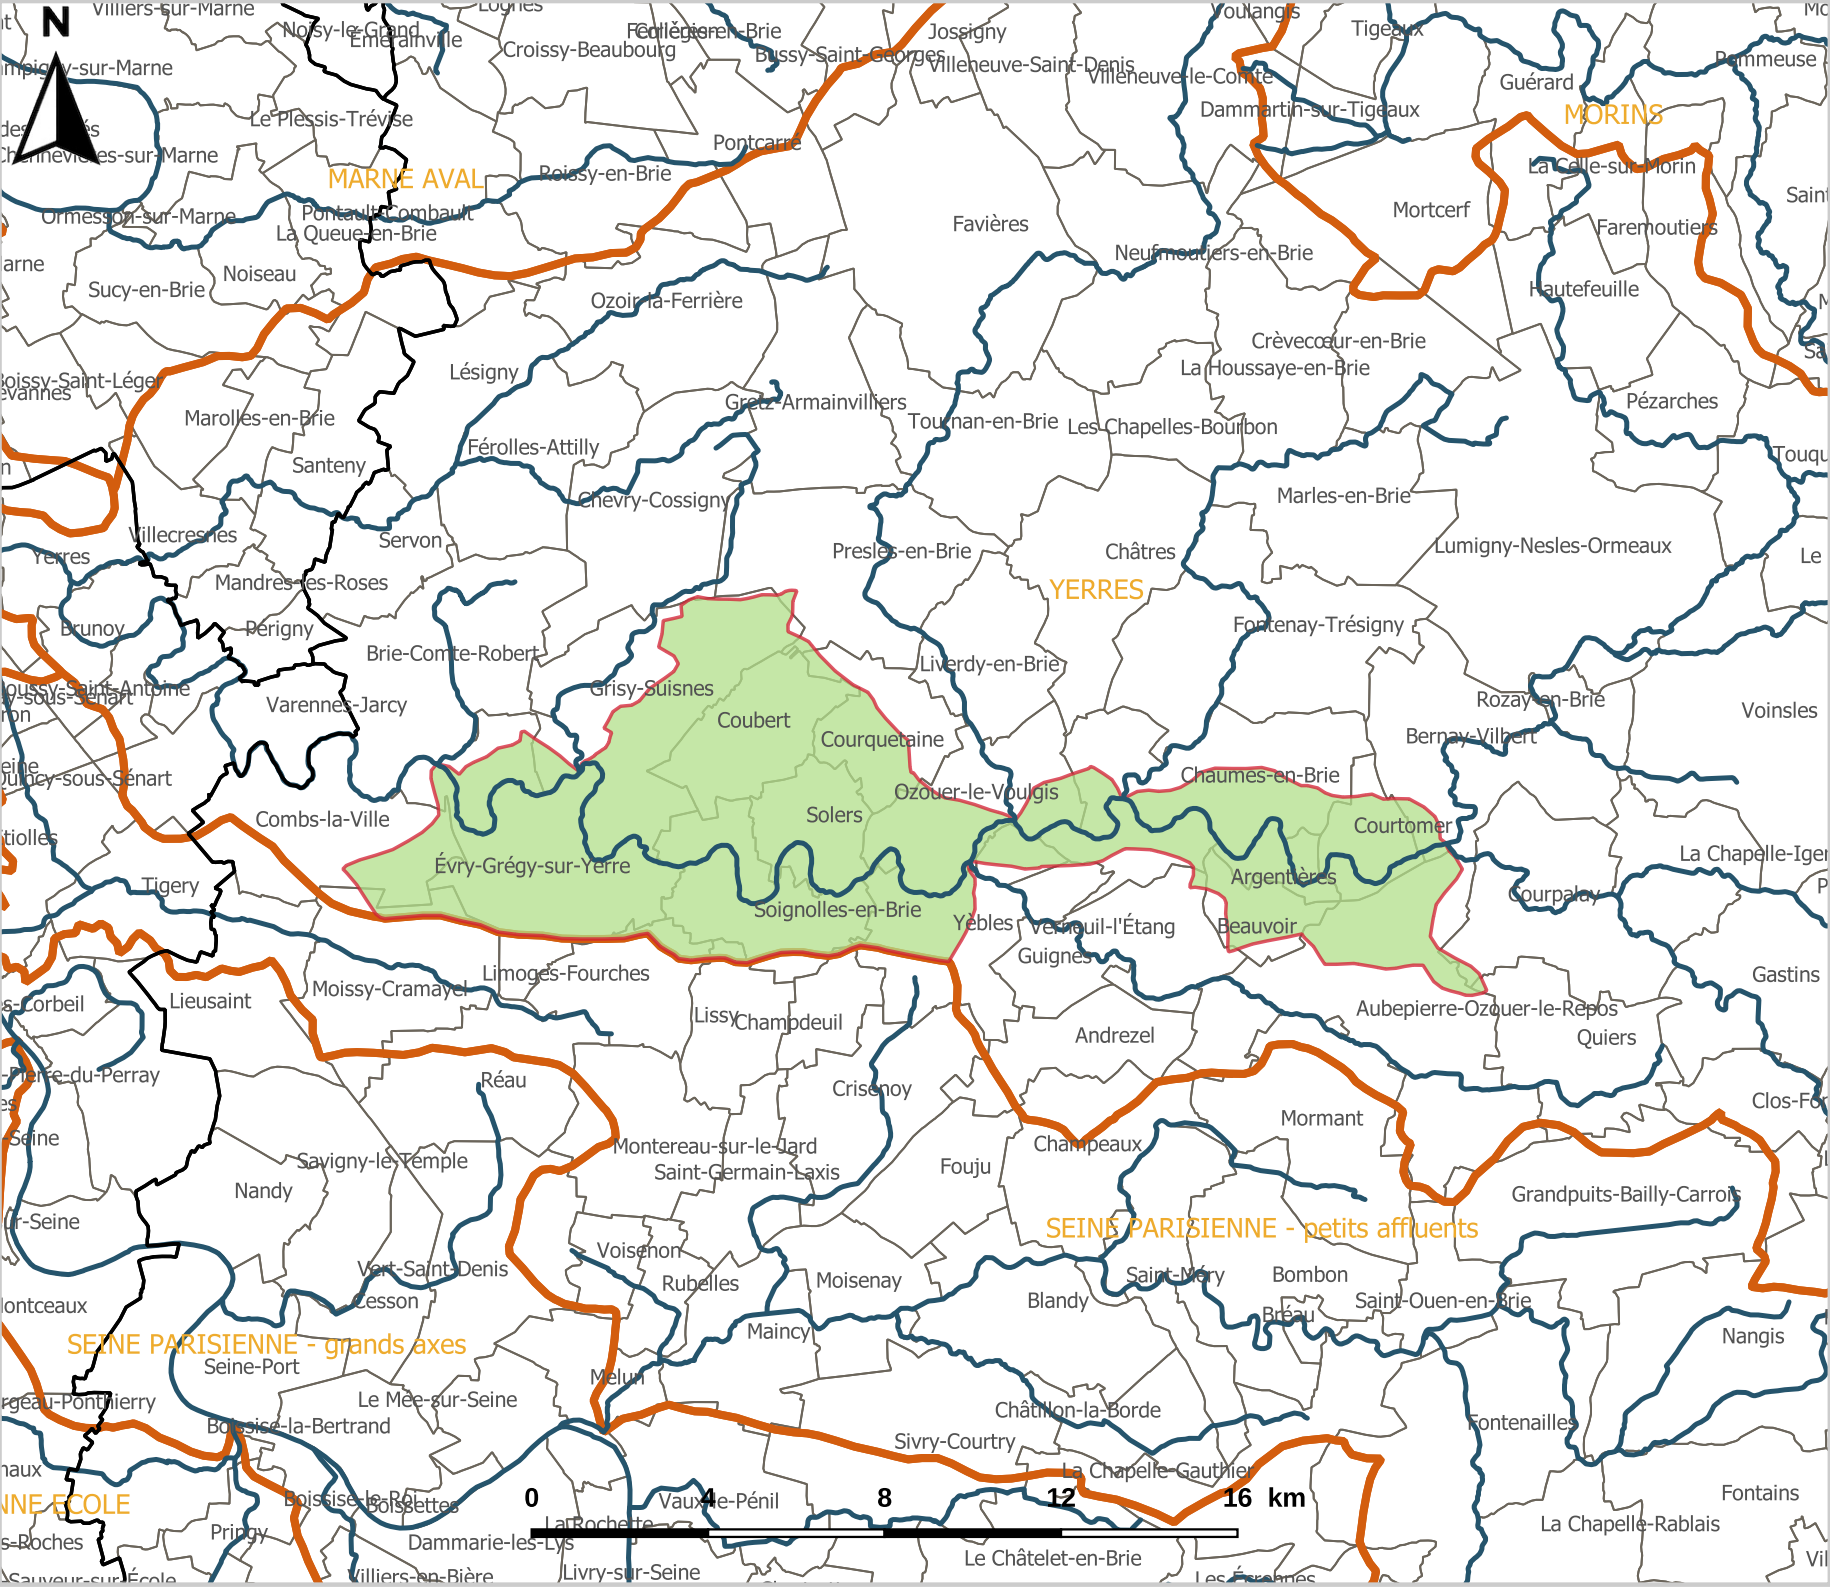 N
Villiers-sur-Marne
Noisy-le-Grand
Émerainville
Lognes
Croissy-Beaubourg
Bussy-Saint-Georges
Jossigny
Villeneuve-Saint-Denis
Villeneuve-le-Comte
Voulangis
Tigeaux
Dammartin-sur-Tigeaux
Guérard
MORINS
Pommeuse
Le Plessis-Trévise
Chennevières-sur-Marne
MARNE AVAL
Pontcarré
Roissy-en-Brie
La Celle-sur-Morin
Ormesson-sur-Marne
Pontault-Combault
La Queue-en-Brie
Mortcerf
Faremoutiers
Favières
Neufmoutiers-en-Brie
Noiseau
Sucy-en-Brie
Ozoir-la-Ferrière
Hautefeuille
Crèvecœur-en-Brie
La Houssaye-en-Brie
Lésigny
Boissy-Saint-Léger
Marolles-en-Brie
Gretz-Armainvilliers
Tournan-en-Brie
Les Chapelles-Bourbon
Pézarches
Férolles-Attilly
Santeny
Chevry-Cossigny
Marles-en-Brie
Villecresnes
Servon
Yerres
Presles-en-Brie
Châtres
Lumigny-Nesles-Ormeaux
Mandres-les-Roses
YERRES
Brunoy
Périgny
Brie-Comte-Robert
Fontenay-Trésigny
Liverdy-en-Brie
Grisy-Suisnes
Rozay-en-Brie
Voinsles
Varennes-Jarcy
Coubert
Courquetaine
Bernay-Vilbert
Quincy-sous-Sénart
Ozouer-le-Voulgis
Chaumes-en-Brie
Combs-la-Ville
Solers
Courtomer
La Chapelle-Iger
Évry-Grégy-sur-Yerre
Argentières
Tigery
Courpalay
Soignolles-en-Brie
Yèbles
Verneuil-l'Étang
Beauvoir
Guignes
Limoges-Fourches
Moissy-Cramayel
Gastins
Lieusaint
Lissy
Champdeuil
Aubepierre-Ozouer-le-Repos
Andrezel
Quiers
Réau
Crisenoy
Mormant
Montereau-sur-le-Jard
Champeaux
Savigny-le-Temple
Saint-Germain-Laxis
Fouju
Nandy
Grandpuits-Bailly-Carrois
SEINE PARISIENNE - petits affluents
Voisenon
Vert-Saint-Denis
Rubelles
Moisenay
Saint-Méry
Bombon
Cesson
Blandy
Bréau
Saint-Ouen-en-Brie
SEINE PARISIENNE - grands axes
Maincy
Nangis
Seine-Port
Melun
Le Mée-sur-Seine
Châtillon-la-Borde
Boissise-la-Bertrand
Fontenailles
Sivry-Courtry
La Chapelle-Gauthier
Boissise-le-Roi
Boissettes
Vaux-le-Pénil
Fontains
0 4 8 12 16 km
La Rochette
La Chapelle-Rablais
Pringy
Dammarie-les-Lys
Le Châtelet-en-Brie
Villiers-en-Bière
Livry-sur-Seine
Les Écrennes